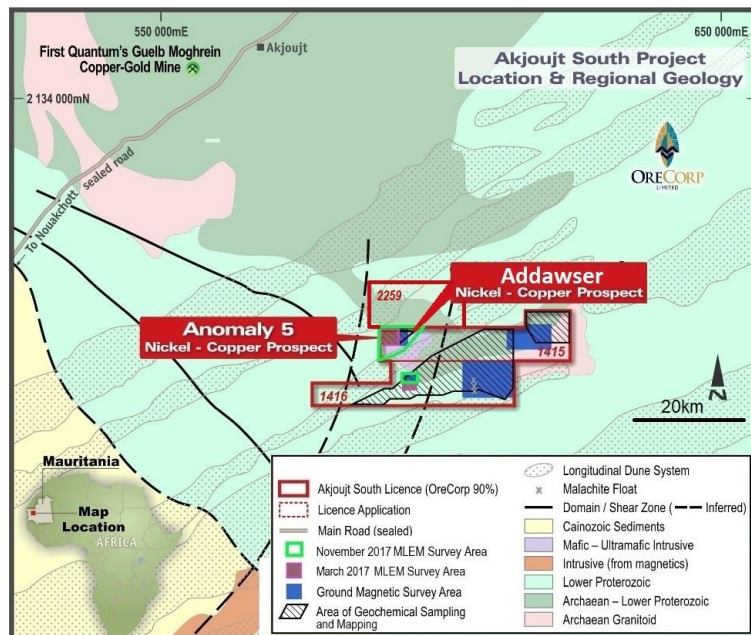 550 000mE
650 000mE
First Quantum's Guelb Moghrein
Copper-Gold Mine
Akjoujt
Akjoujt South Project
Location & Regional Geology
2 134 000mN
ORECORP
LIMITED
To Nouakchott sealed road
2259
Addawser
Nickel - Copper Prospect
Anomaly 5
Nickel - Copper Prospect
1415
1416
20km
N
Mauritania
Map
Location
AFRICA
Akjoujt South Licence (OreCorp 90%)
Licence Application
Main Road (sealed)
November 2017 MLEM Survey Area
March 2017 MLEM Survey Area
Ground Magnetic Survey Area
Area of Geochemical Sampling
and Mapping
Longitudinal Dune System
Malachite Float
Domain / Shear Zone ( Inferred)
Cainozoic Sediments
Mafic – Ultramafic Intrusive
Intrusive (from magnetics)
Lower Proterozoic
Archaean – Lower Proterozoic
Archaean Granitoid